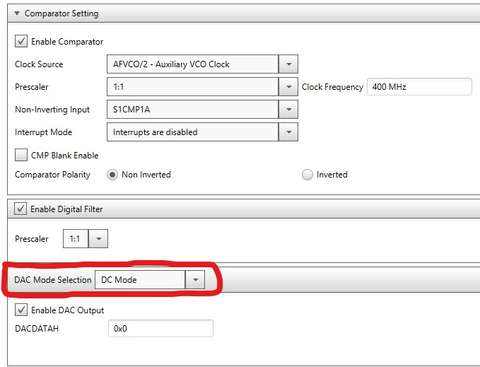 Comparator Setting
Enable Comparator
Clock Source AFVCO/2 - Auxiliary VCO Clock
Prescaler 1:1 Clock Frequency 400 MHz
Non-Inverting Input S1CMP1A
Interrupt Mode Interrupts are disabled
CMP Blank Enable
Comparator Polarity Non Inverted Inverted
Enable Digital Filter
Prescaler 1:1
DAC Mode Selection DC Mode
Enable DAC Output
DACDATAH 0x0